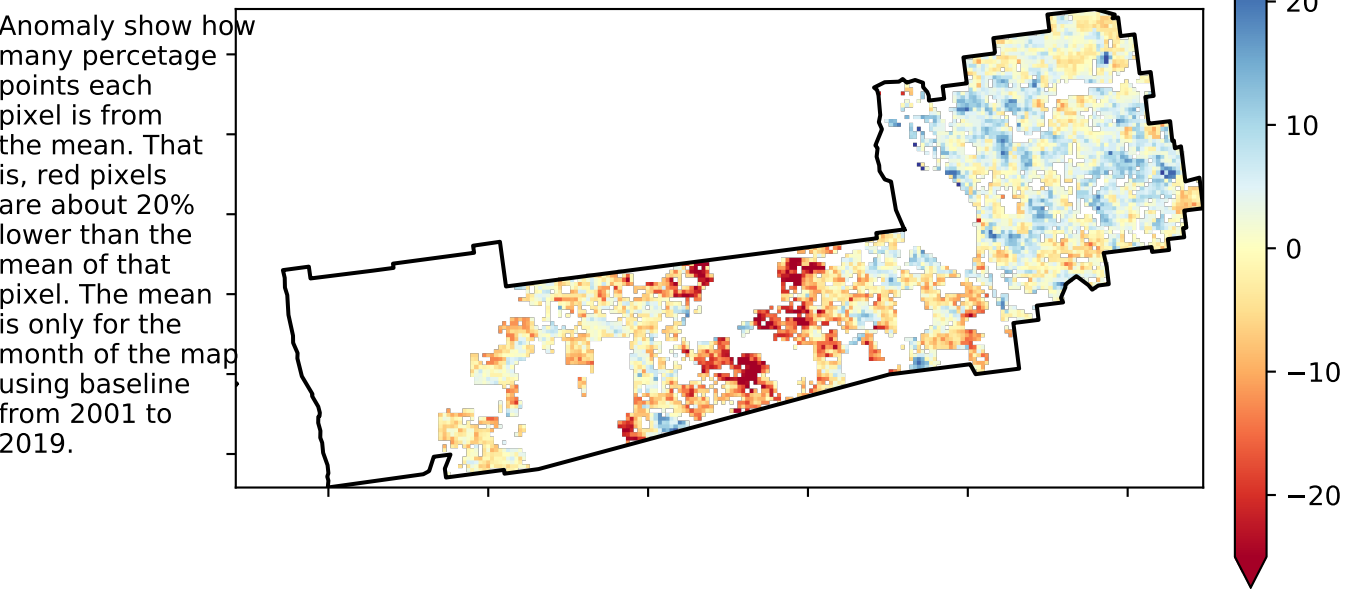 Anomaly show how
many percetage
points each
pixel is from
the mean. That
is, red pixels
are about 20%
lower than the
mean of that
pixel. The mean
is only for the
month of the map
using baseline
from 2001 to
2019.
20
10
0
−10
−20